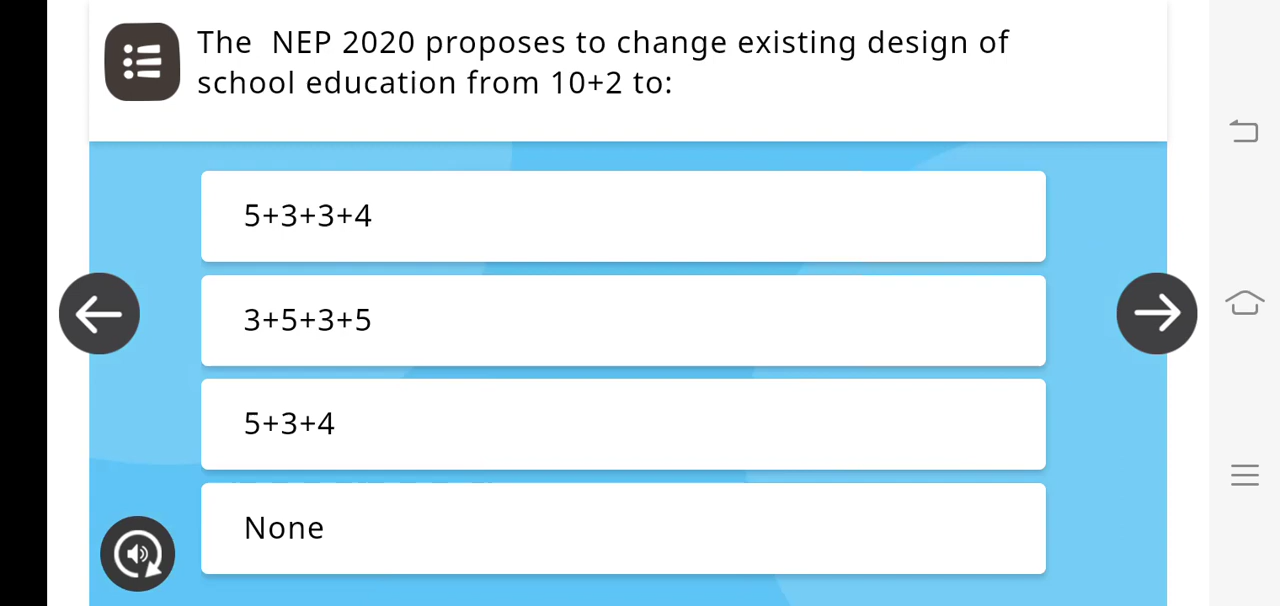 The  NEP 2020 proposes to change existing design of
school education from 10+2 to:
5+3+3+4
3+5+3+5
5+3+4
None